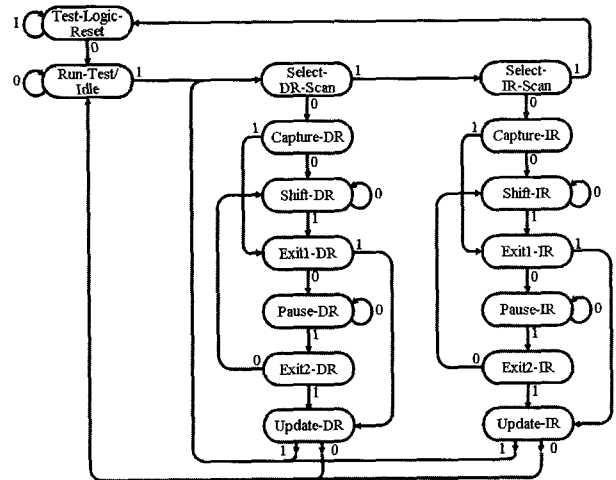 Test-Logic-
Reset
1
0
Run-Test/
Idle
0
1
Select-
DR-Scan
1
0
Capture-DR
1
0
Shift-DR
0
1
Exit1-DR
1
0
Pause-DR
0
1
Exit2-DR
0
1
Update-DR
1
0
Select-
IR-Scan
1
0
Capture-IR
1
0
Shift-IR
0
1
Exit1-IR
1
0
Pause-IR
0
1
Exit2-IR
0
1
Update-IR
1
0